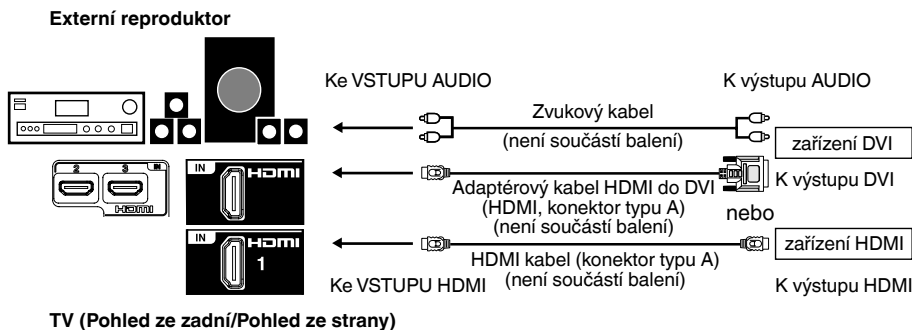 Externí reproduktor
Ke VSTUPU AUDIO
K výstupu AUDIO
Zvukový kabel
(není součástí balení)
zařízení DVI
2
3
IN
HDMI
IN
HDMI
Adaptérový kabel HDMI do DVI
(HDMI, konektor typu A)
(není součástí balení)
K výstupu DVI
nebo
IN
HDMI
1
HDMI kabel (konektor typu A)
(není součástí balení)
zařízení HDMI
Ke VSTUPU HDMI
K výstupu HDMI
TV (Pohled ze zadní/Pohled ze strany)